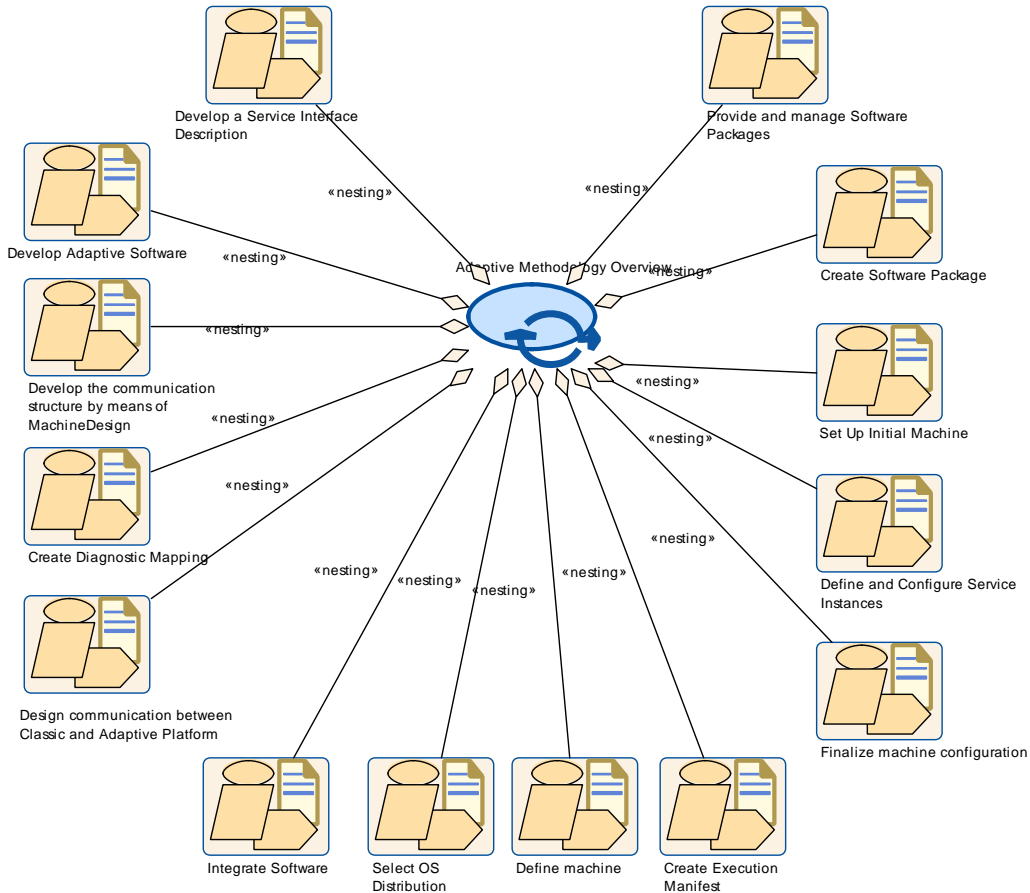 Develop a Service Interface
Description
Provide and manage Software
Packages
«nesting»
«nesting»
Develop Adaptive Software
«nesting»
Adaptive Methodology Overview
«nesting»
Create Software Package
«nesting»
Develop the communication
structure by means of
MachineDesign
«nesting»
«nesting»
Set Up Initial Machine
«nesting»
«nesting»
Create Diagnostic Mapping
«nesting»
«nesting»
«nesting»
«nesting»
«nesting»
«nesting»
Define and Configure Service
Instances
Design communication between
Classic and Adaptive Platform
Finalize machine configuration
Integrate Software
Select OS
Distribution
Define machine
Create Execution
Manifest